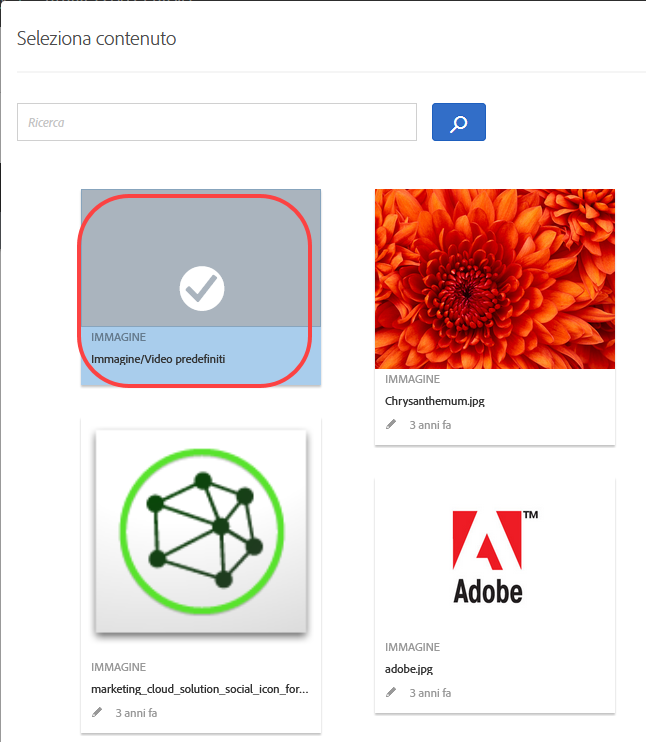 Seleziona contenuto
Ricerca
IMMAGINE
Immagine/Video predefiniti
IMMAGINE
Chrysanthemum.jpg
3 anni fa
IMMAGINE
marketing_cloud_solution_social_icon_for...
3 anni fa
Adobe™
IMMAGINE
adobe.jpg
3 anni fa